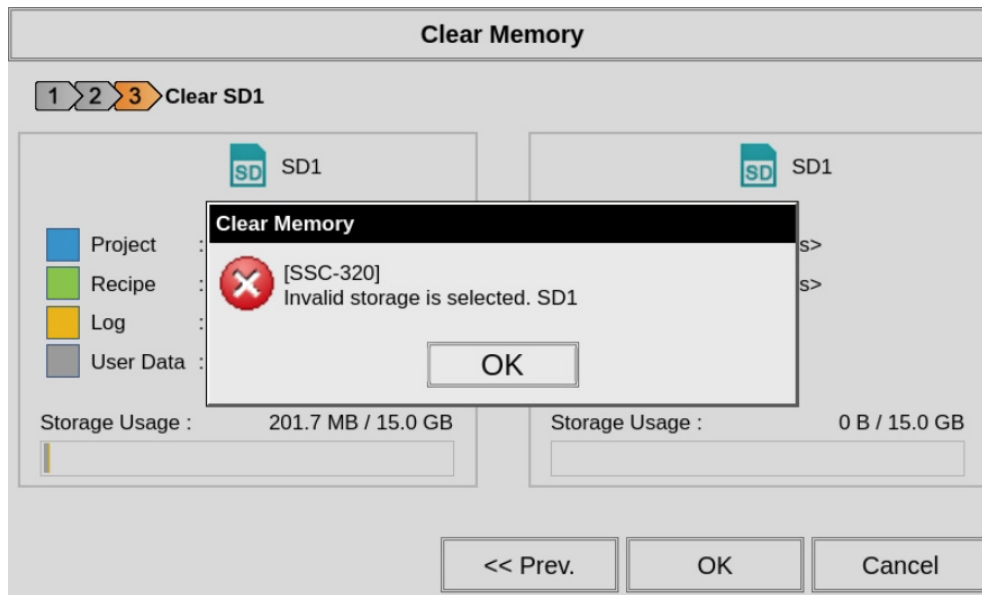 Clear Memory
1 2 3 Clear SD1
SD SD1
Project :
Recipe :
Log :
User Data :
Storage Usage : 201.7 MB / 15.0 GB
SD SD1
s>
s>
Storage Usage : 0 B / 15.0 GB
Clear Memory
[SSC-320]
Invalid storage is selected. SD1
OK
<< Prev. OK Cancel